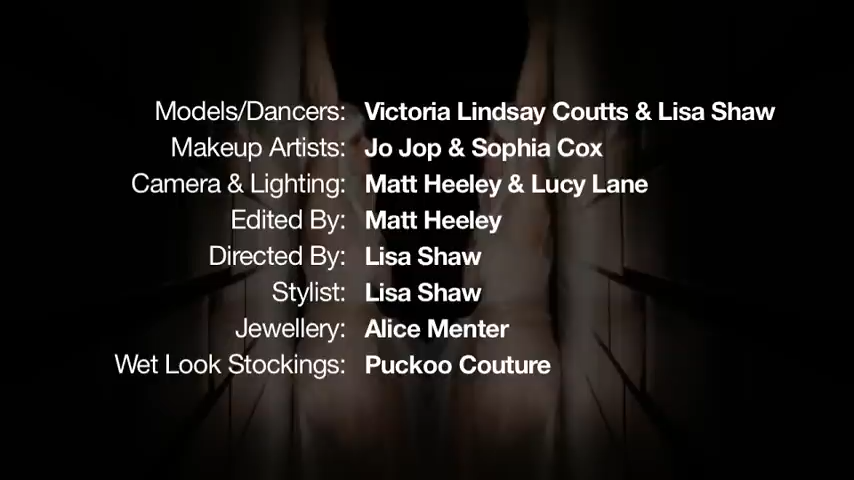 Models/Dancers: Victoria Lindsay Coutts & Lisa Shaw
Makeup Artists: Jo Jop & Sophia Cox
Camera & Lighting: Matt Heeley & Lucy Lane
Edited By: Matt Heeley
Directed By: Lisa Shaw
Stylist: Lisa Shaw
Jewellery: Alice Menter
Wet Look Stockings: Puckoo Couture